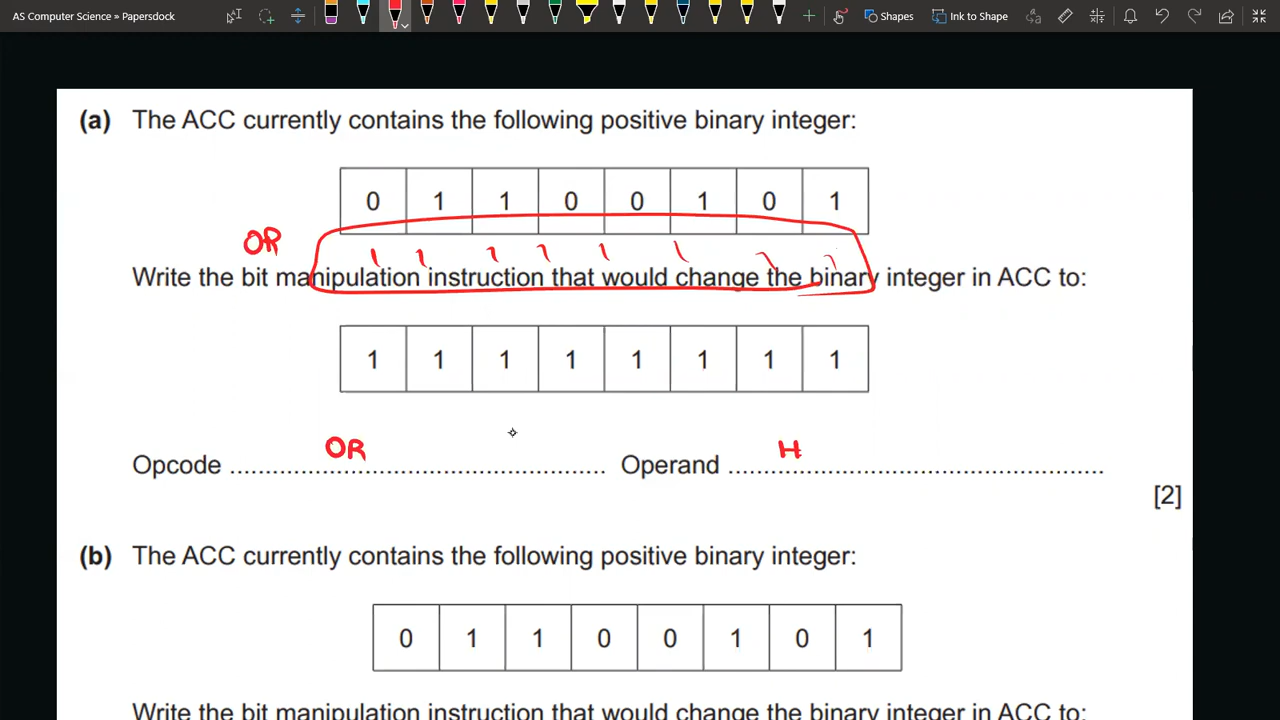 AS Computer Science » Papersdock
Shapes
Ink to Shape
(a) The ACC currently contains the following positive binary integer:
0 1 1 0 0 1 0 1
OR
1 1 1 1 1 1 1 1
Write the bit manipulation instruction that would change the binary integer in ACC to:
1 1 1 1 1 1 1 1
OR H
Opcode ................................................... Operand ...................................................
[2]
(b) The ACC currently contains the following positive binary integer:
0 1 1 0 0 1 0 1
Write the bit manipulation instruction that would change the binary integer in ACC to: